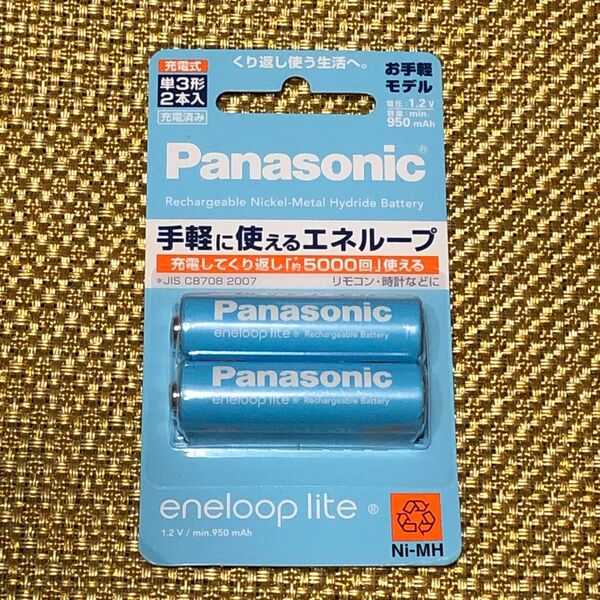 くり返し使う生活へ。
充電式
単3形
2本入
充電済み
お手軽
モデル
電圧:1.2V
容量:min.
950mAh
Panasonic®
Rechargeable Nickel-Metal Hydride Battery
手軽に使えるエネループ
充電してくり返し「*約5000回」使える
*JIS C8708 2007
リモコン・時計などに
Panasonic
eneloop lite® Rechargeable Battery
Panasonic
eneloop lite® Rechargeable Battery
eneloop lite®
1.2 V / min.950 mAh
Ni-MH